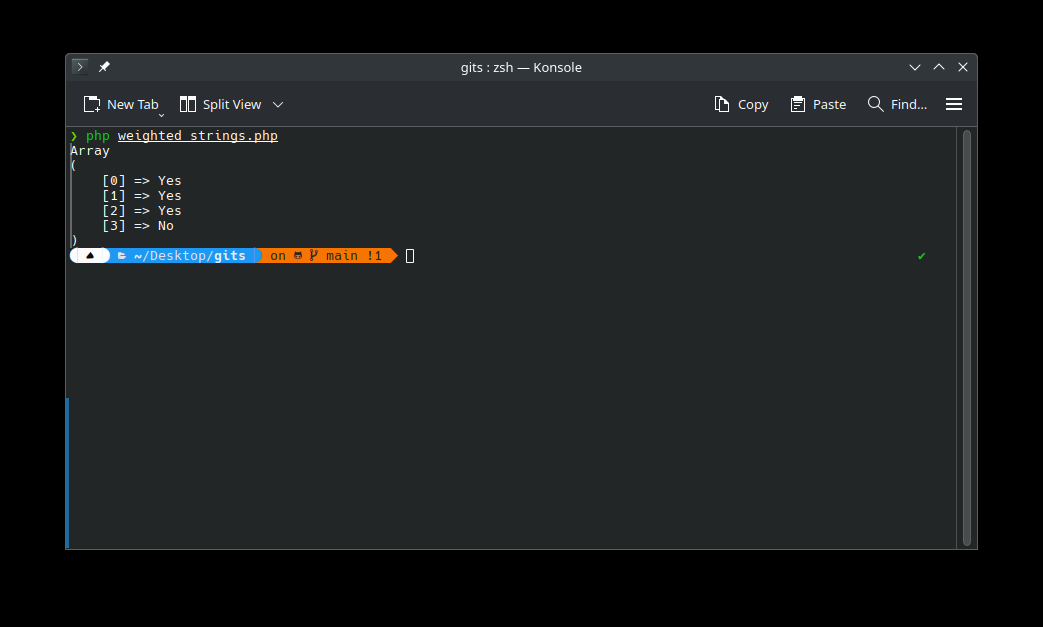 gits : zsh — Konsole
New Tab Split View Copy Paste Find...
❯ php weighted_strings.php
Array
(
    [0] => Yes
    [1] => Yes
    [2] => Yes
    [3] => No
)
~/Desktop/gits on main !1 ✔